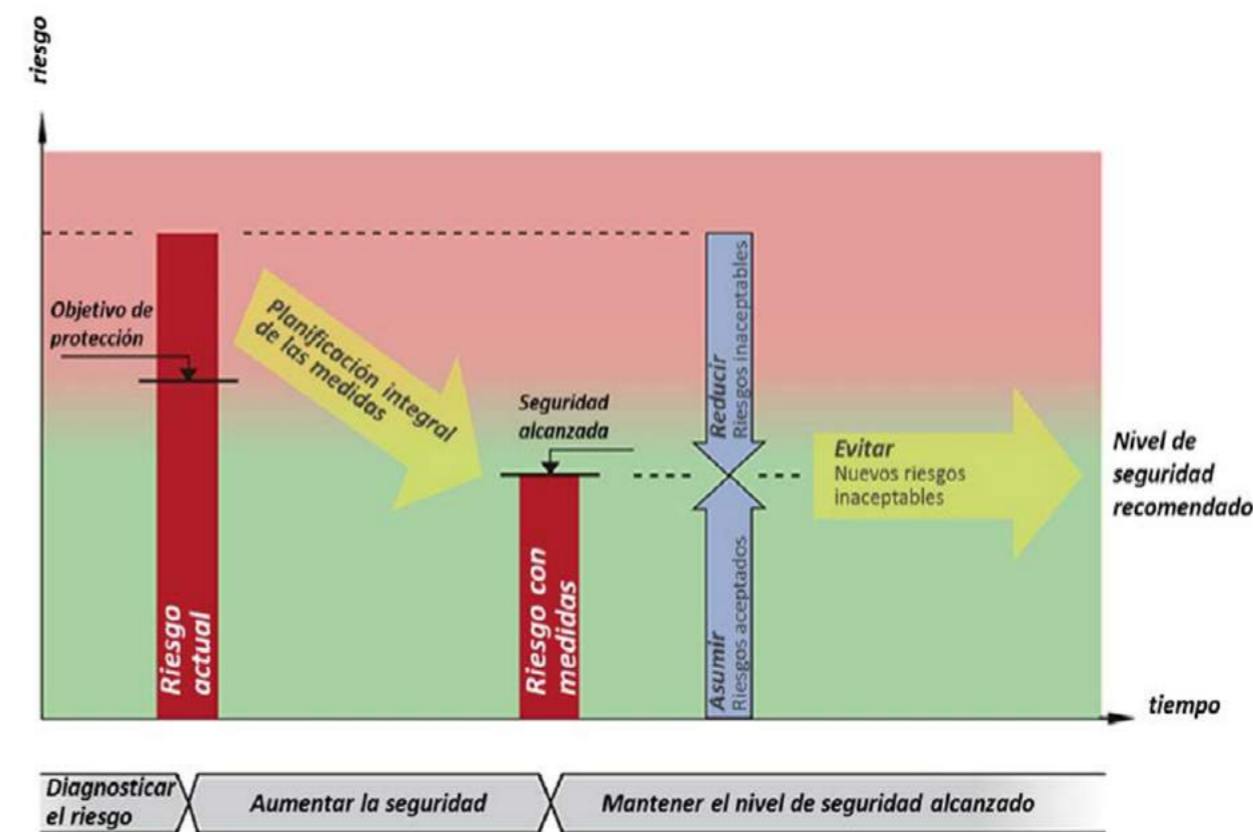 riesgo
Objetivo de
protección
Planificación integral
de las medidas
Seguridad
alcanzada
Riesgo
actual
Riesgo con
medidas
Reducir
Riesgos inaceptables
Asumir
Riesgos aceptados
Evitar
Nuevos riesgos
inaceptables
Nivel de
seguridad
recomendado
tiempo
Diagnosticar
el riesgo
Aumentar la seguridad
Mantener el nivel de seguridad alcanzado